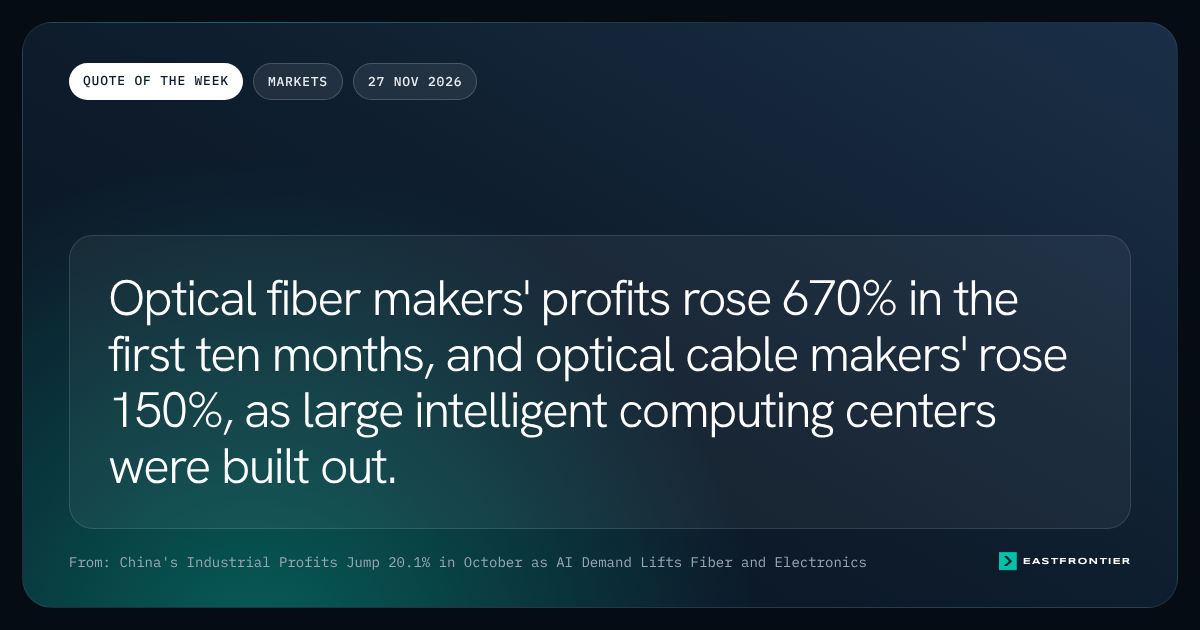 QUOTE OF THE WEEK
MARKETS
27 NOV 2026
Optical fiber makers' profits rose 670% in the
first ten months, and optical cable makers' rose
150%, as large intelligent computing centers
were built out.
From: China's Industrial Profits Jump 20.1% in October as AI Demand Lifts Fiber and Electronics
EASTFRONTIER